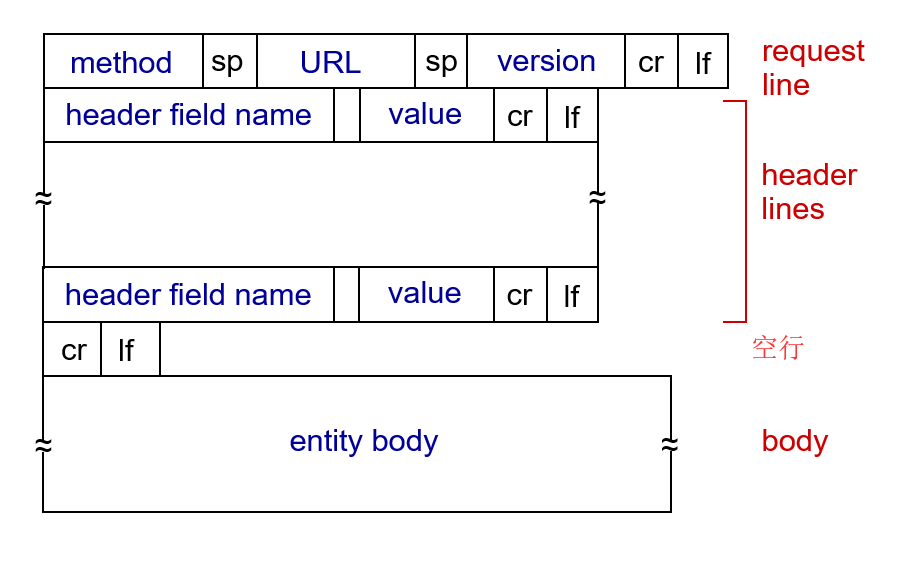 method sp URL sp version cr lf
request
line
header field name value cr lf
header
lines
≈ ≈
header field name value cr lf
cr lf
空行
≈ entity body ≈
body